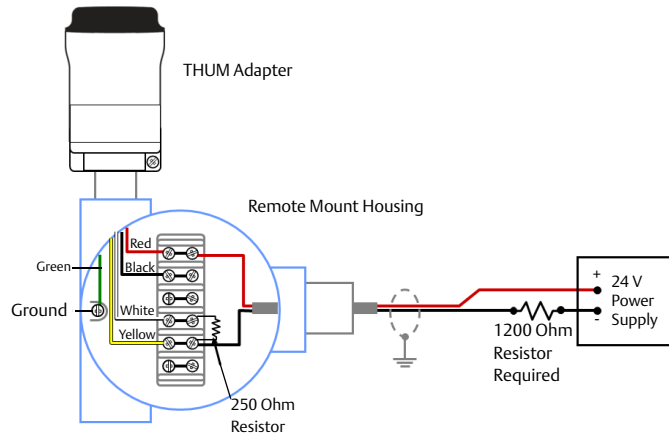 THUM Adapter
Remote Mount Housing
Red
Green
Black
Ground
White
Yellow
+
24 V
Power
-
Supply
1200 Ohm
Resistor
Required
250 Ohm
Resistor